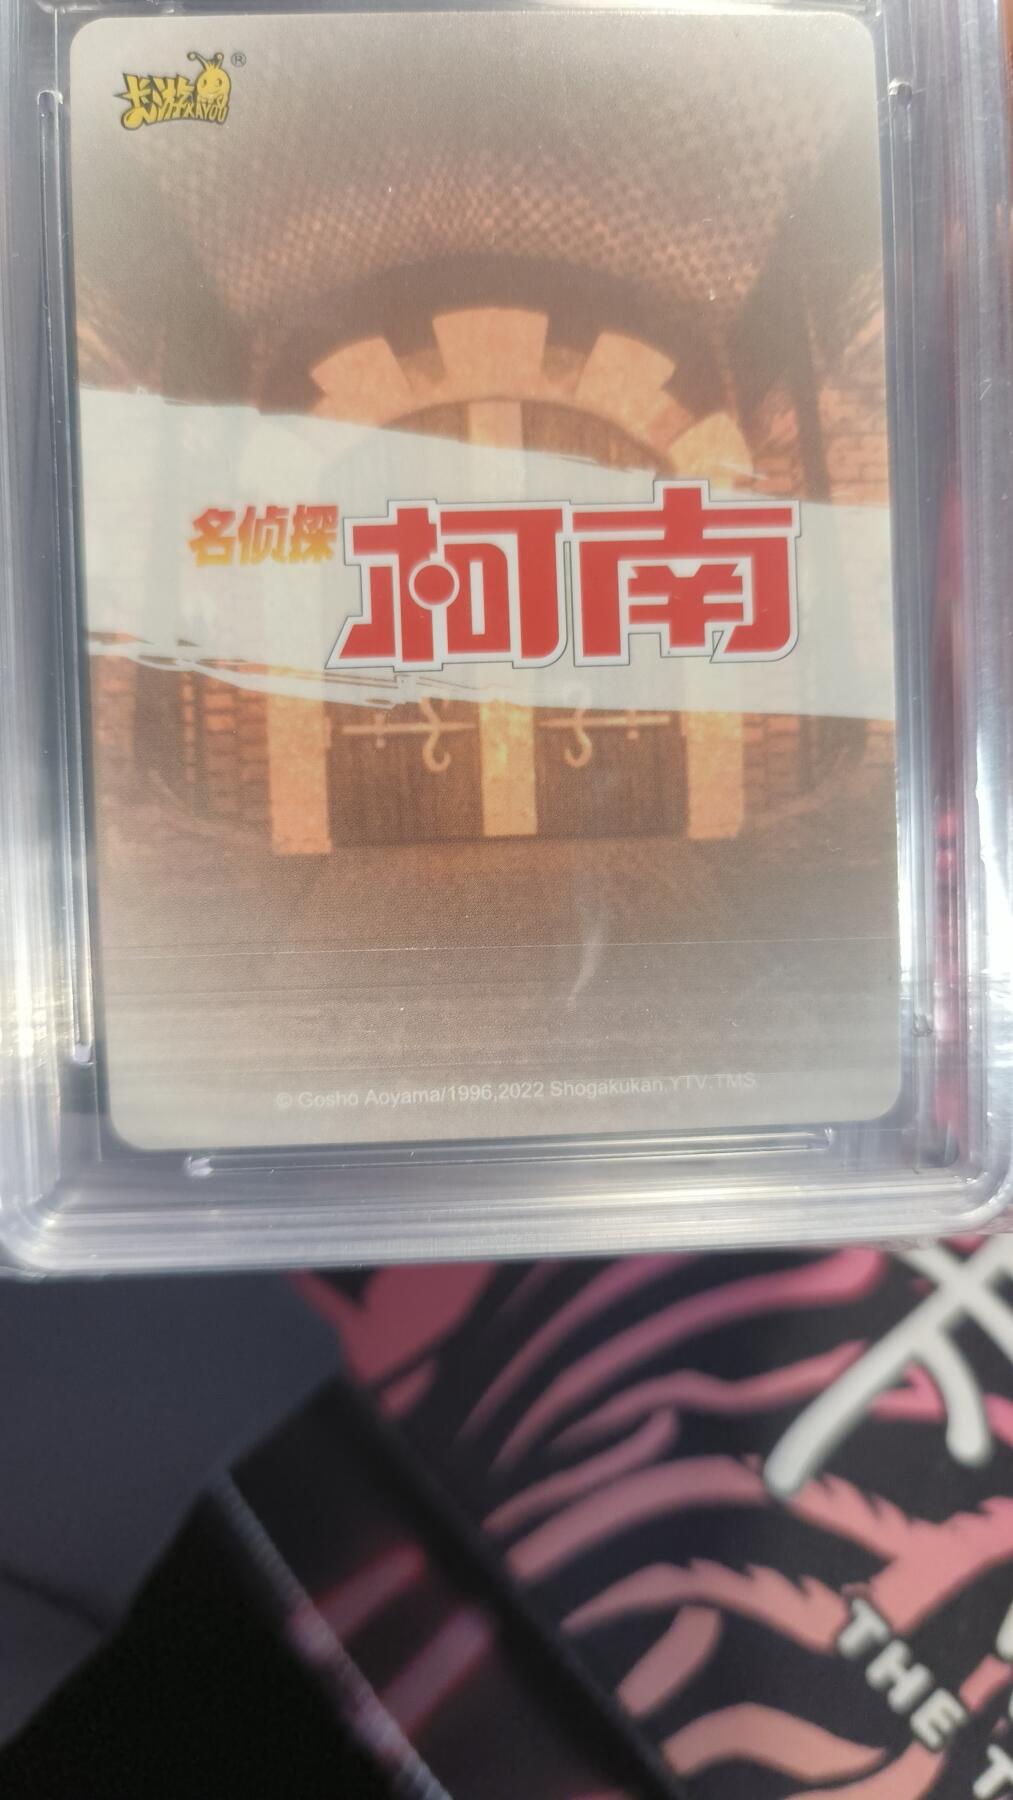 卡游 KAYOU ®
名侦探柯南
© Gosho Aoyama/1996,2022 Shogakukan,YTV,TMS
THE